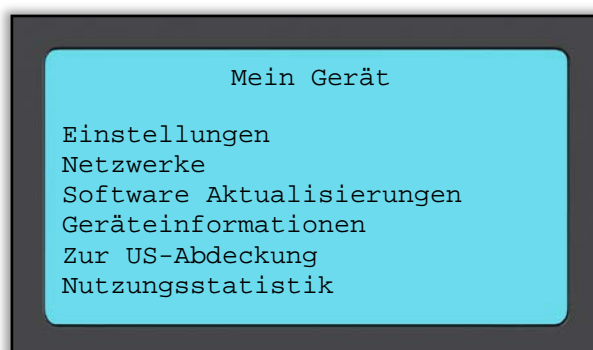 Mein Gerät
Einstellungen
Netzwerke
Software Aktualisierungen
Geräteinformationen
Zur US-Abdeckung
Nutzungsstatistik